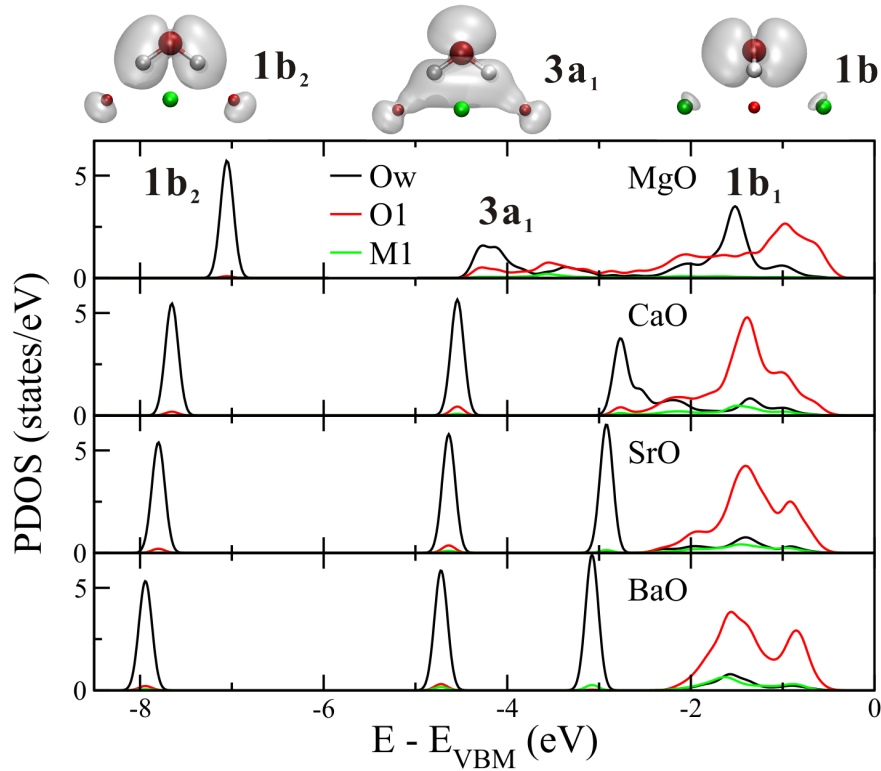 1b₂
3a₁
1b
1b₂
3a₁
1b₁
Ow
O1
M1
MgO
CaO
SrO
BaO
5
0
5
0
5
0
5
0
PDOS (states/eV)
-8
-6
-4
-2
0
E - E_VBM (eV)